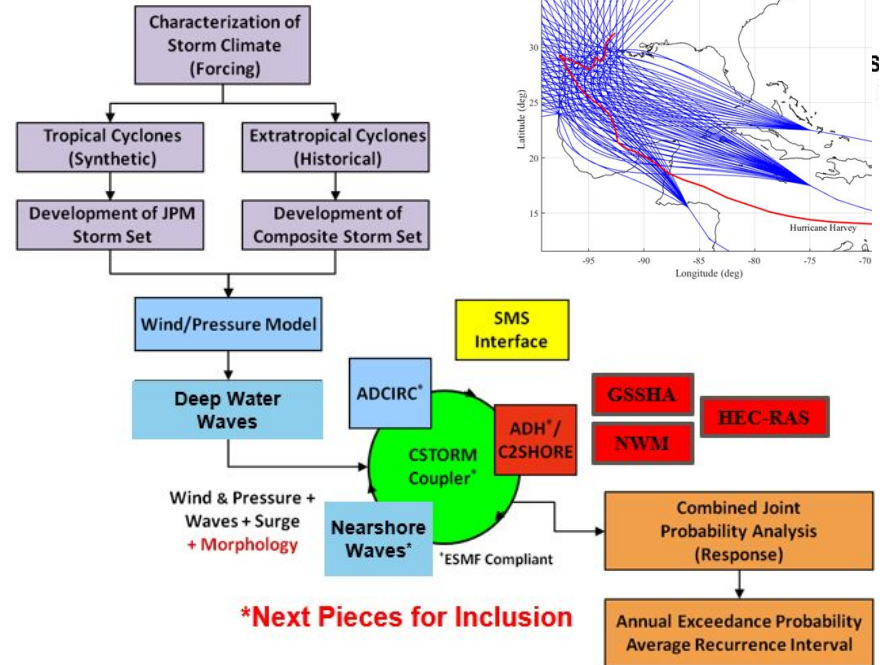 Characterization of
Storm Climate
(Forcing)
Tropical Cyclones
(Synthetic)
Extratropical Cyclones
(Historical)
Development of JPM
Storm Set
Development of
Composite Storm Set
Wind/Pressure Model
Deep Water
Waves
Wind & Pressure +
Waves + Surge
+ Morphology
30
25
20
15
Latitude (deg)
Hurricane Harvey
-95
-90
-85
-80
-75
-70
Longitude (deg)
s
SMS
Interface
ADCIRC*
CSTORM
Coupler*
ADH*/
C2SHORE
Nearshore
Waves*
*ESMF Compliant
GSSHA
NWM
HEC-RAS
Combined Joint
Probability Analysis
(Response)
Annual Exceedance Probability
Average Recurrence Interval
*Next Pieces for Inclusion